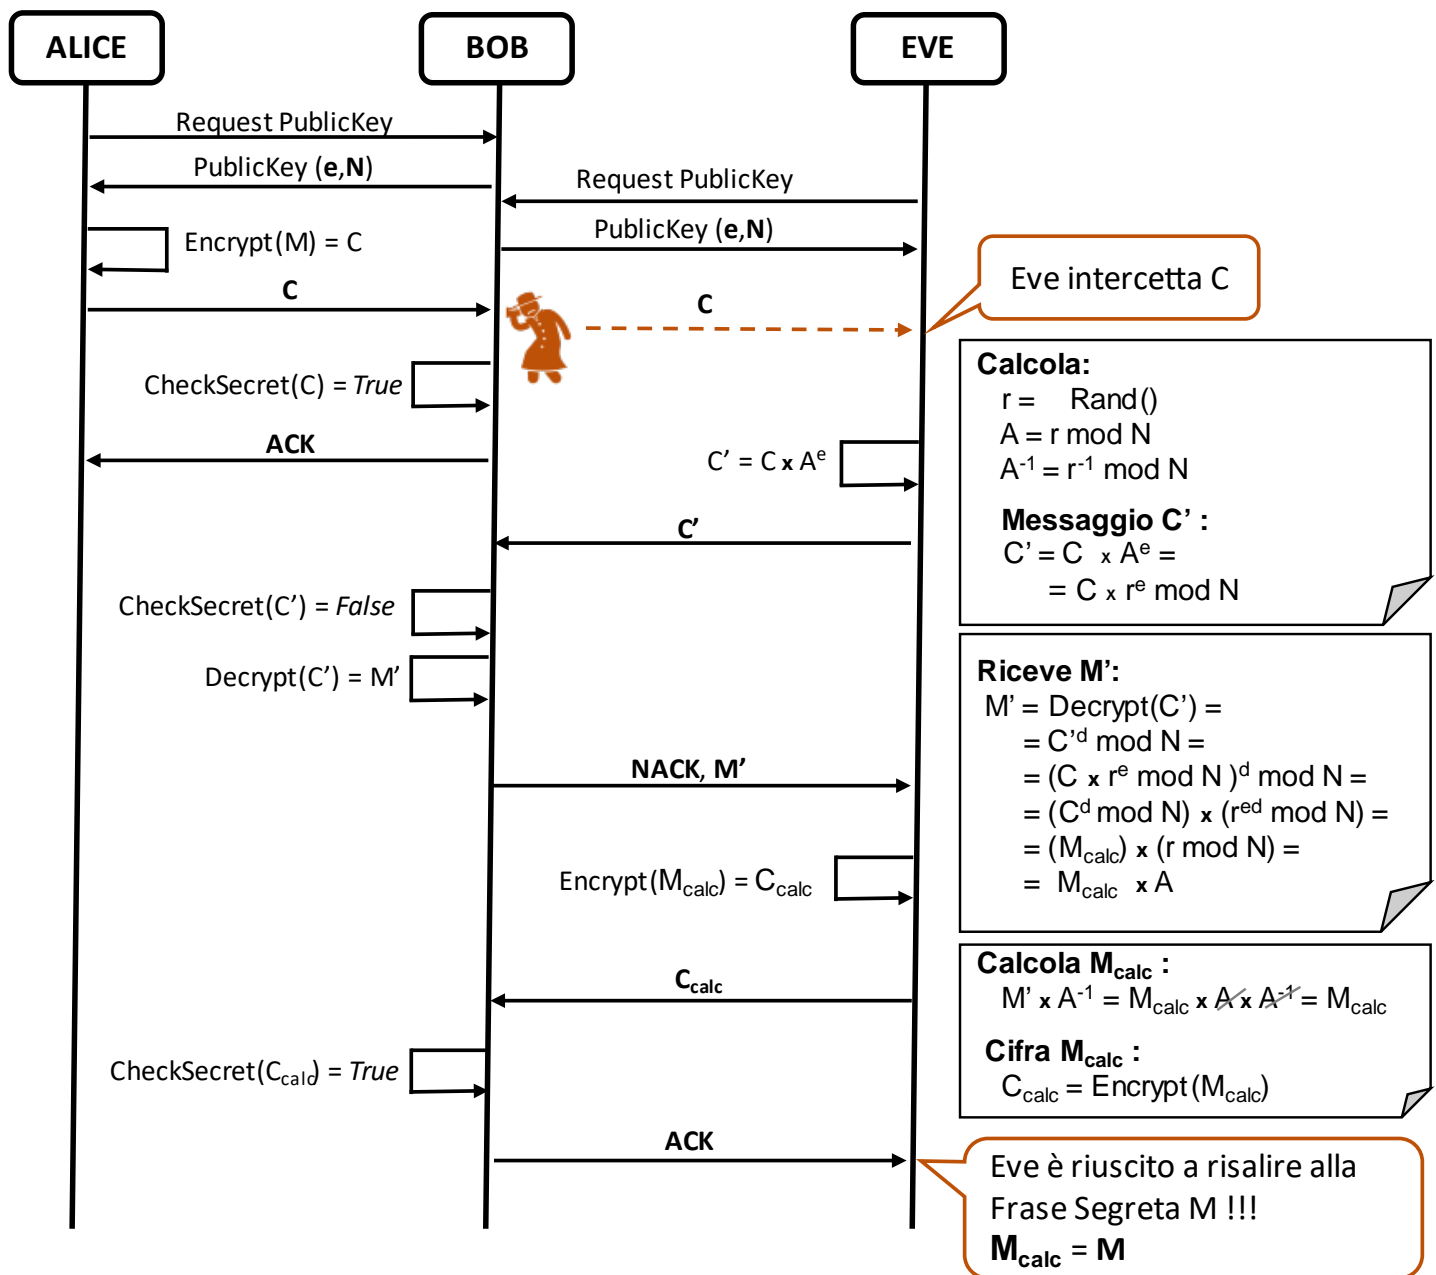 ALICE
BOB
EVE
Request PublicKey
PublicKey (e,N)
Request PublicKey
Encrypt(M) = C
PublicKey (e,N)
Eve intercetta C
C
C
CheckSecret(C) = True
Calcola:
r = Rand()
A = r mod N
A⁻¹ = r⁻¹ mod N
ACK
C’ = C x Aᵉ
Messaggio C’ :
C’ = C x Aᵉ =
= C x rᵉ mod N
C’
CheckSecret(C’) = False
Decrypt(C’) = M’
Riceve M’:
M’ = Decrypt(C’) =
= C’ᵈ mod N =
= (C x rᵉ mod N )ᵈ mod N =
= (Cᵈ mod N) x (rᵉᵈ mod N) =
= (Mcalc) x (r mod N) =
= Mcalc x A
NACK, M’
Encrypt(Mcalc) = Ccalc
Ccalc
Calcola Mcalc :
M’ x A⁻¹ = Mcalc x A x A⁻¹ = Mcalc
Cifra Mcalc :
Ccalc = Encrypt(Mcalc)
CheckSecret(Ccalc) = True
ACK
Eve è riuscito a risalire alla
Frase Segreta M !!!
Mcalc = M